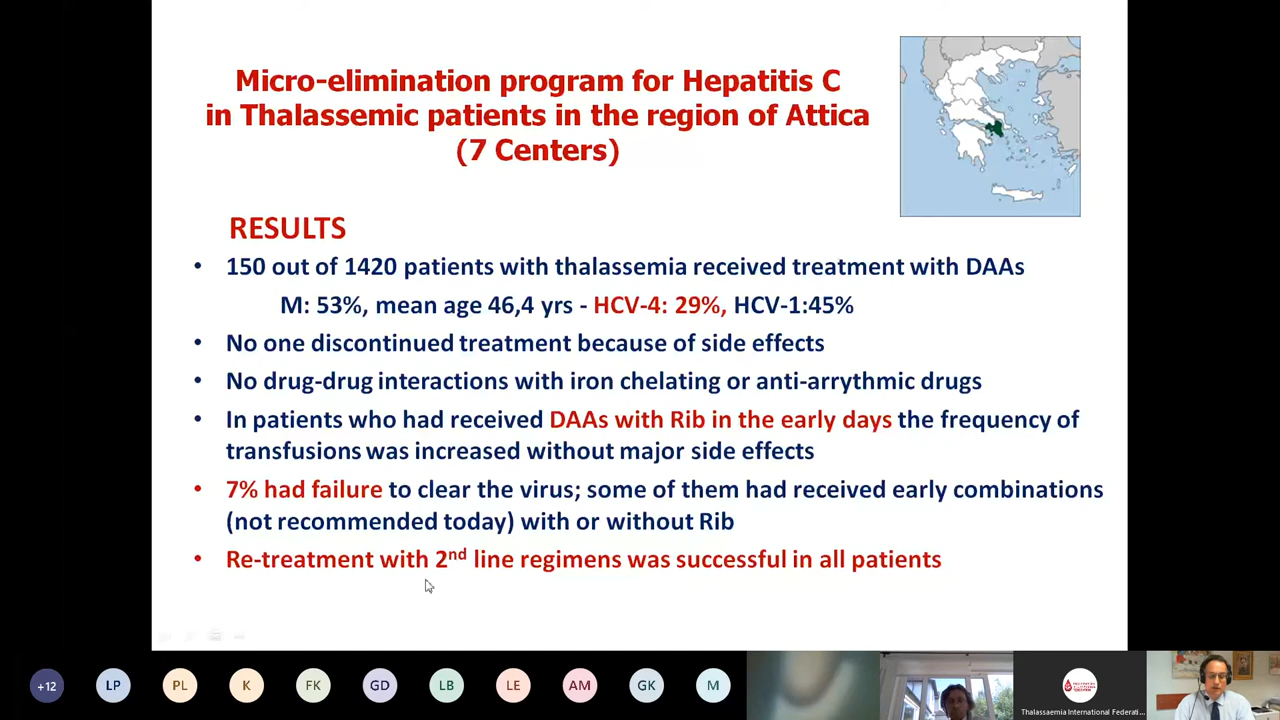 Micro-elimination program for Hepatitis C
in Thalassemic patients in the region of Attica
(7 Centers)
RESULTS
• 150 out of 1420 patients with thalassemia received treatment with DAAs
M: 53%, mean age 46,4 yrs - HCV-4: 29%, HCV-1:45%
• No one discontinued treatment because of side effects
• No drug-drug interactions with iron chelating or anti-arrythmic drugs
• In patients who had received DAAs with Rib in the early days the frequency of
transfusions was increased without major side effects
• 7% had failure to clear the virus; some of them had received early combinations
(not recommended today) with or without Rib
• Re-treatment with 2nd line regimens was successful in all patients
+12 LP PL K FK GD LB LE AM GK M
Thalassaemia International Federati...